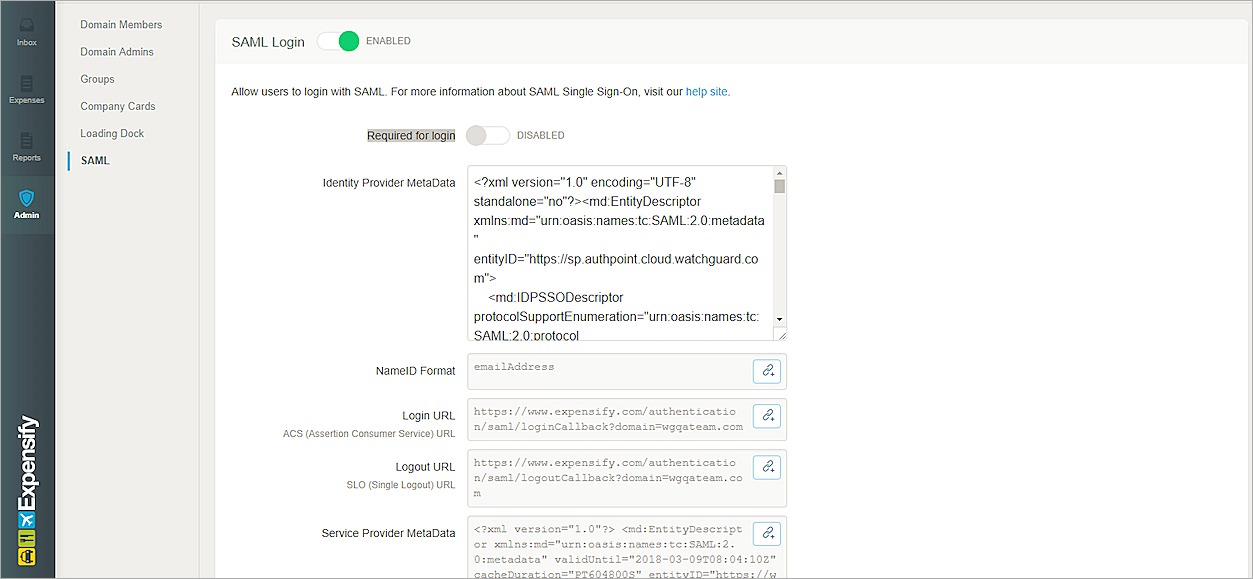 Inbox
Expenses
Reports
Admin
Expensify
Domain Members
Domain Admins
Groups
Company Cards
Loading Dock
SAML
SAML Login ENABLED
Allow users to login with SAML. For more information about SAML Single Sign-On, visit our help site.
Required for login DISABLED
Identity Provider MetaData
<?xml version="1.0" encoding="UTF-8"
standalone="no"?><md:EntityDescriptor
xmlns:md="urn:oasis:names:tc:SAML:2.0:metadata
"
entityID="https://sp.authpoint.cloud.watchguard.co
m">
<md:IDPSSODescriptor
protocolSupportEnumeration="urn:oasis:names:tc:
SAML:2.0:protocol
NameID Format
emailAddress
Login URL
ACS (Assertion Consumer Service) URL
https://www.expensify.com/authenticatio
n/saml/loginCallback?domain=wgqateam.com
Logout URL
SLO (Single Logout) URL
https://www.expensify.com/authenticatio
n/saml/logoutCallback?domain=wgqateam.co
m
Service Provider MetaData
<?xml version="1.0"?> <md:EntityDescript
or xmlns:md="urn:oasis:names:tc:SAML:2.
0:metadata" validUntil="2018-03-09T08:04:10Z"
cacheDuration="PT604800S" entityID="https://w